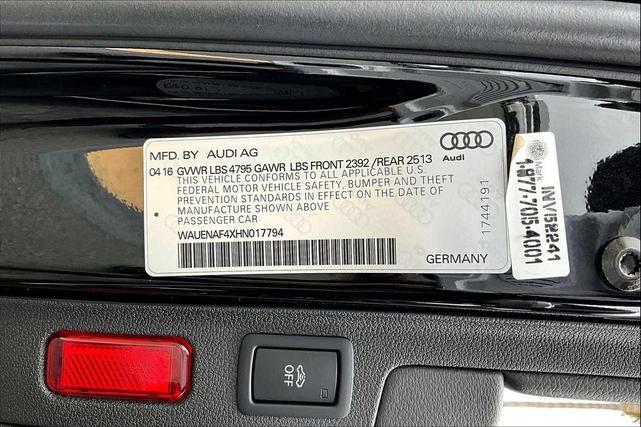 MFD. BY AUDI AG
04 16 GVWR LBS 4795 GAWR LBS FRONT 2392 /REAR 2513
THIS VEHICLE CONFORMS TO ALL APPLICABLE U.S.
FEDERAL MOTOR VEHICLE SAFETY, BUMPER AND THEFT
PREVENTION STANDARDS IN EFFECT ON THE DATE OF
MANUFACTURE SHOWN ABOVE
PASSENGER CAR
WAUENAF4XHN017794
GERMANY
Audi
1744191
INV52241
1-877-705-4001
OFF